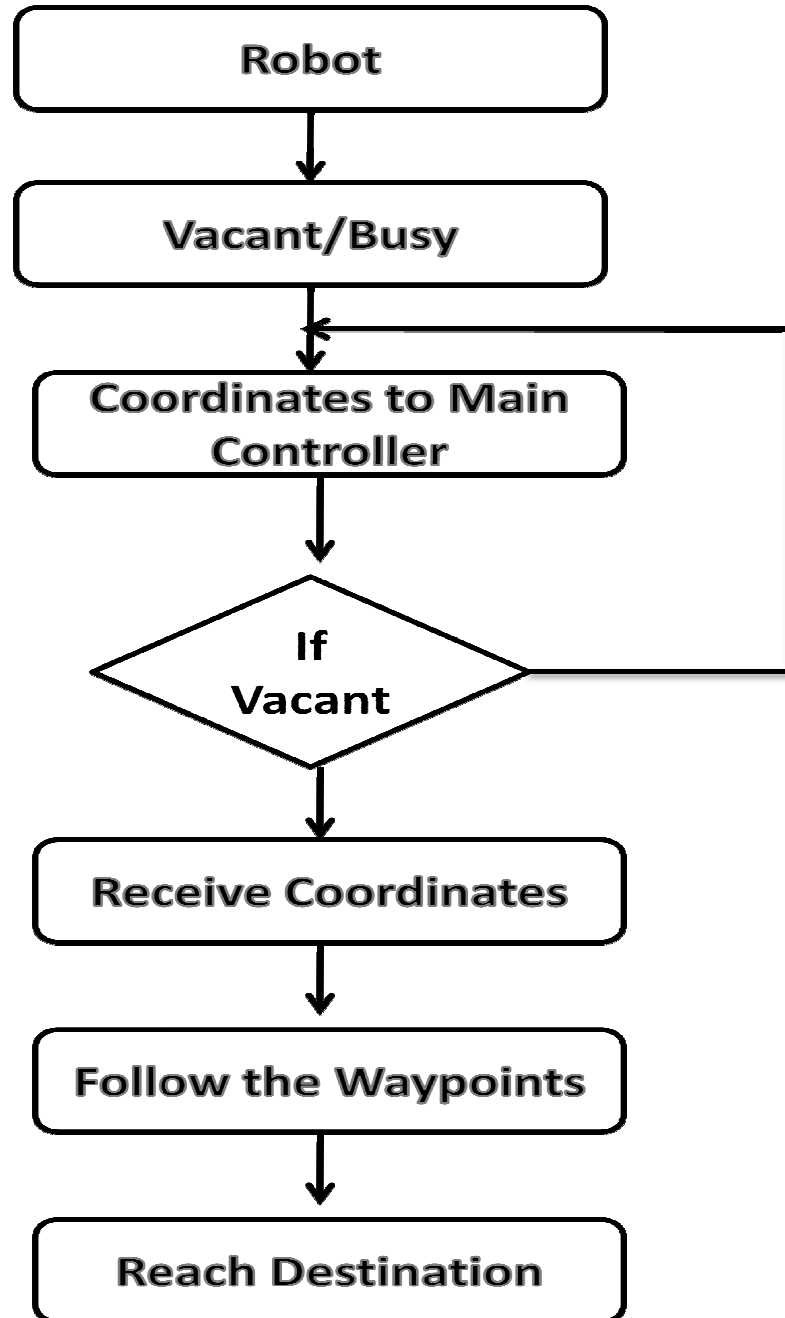 Robot
Vacant/Busy
Coordinates to Main
Controller
If
Vacant
Receive Coordinates
Follow the Waypoints
Reach Destination